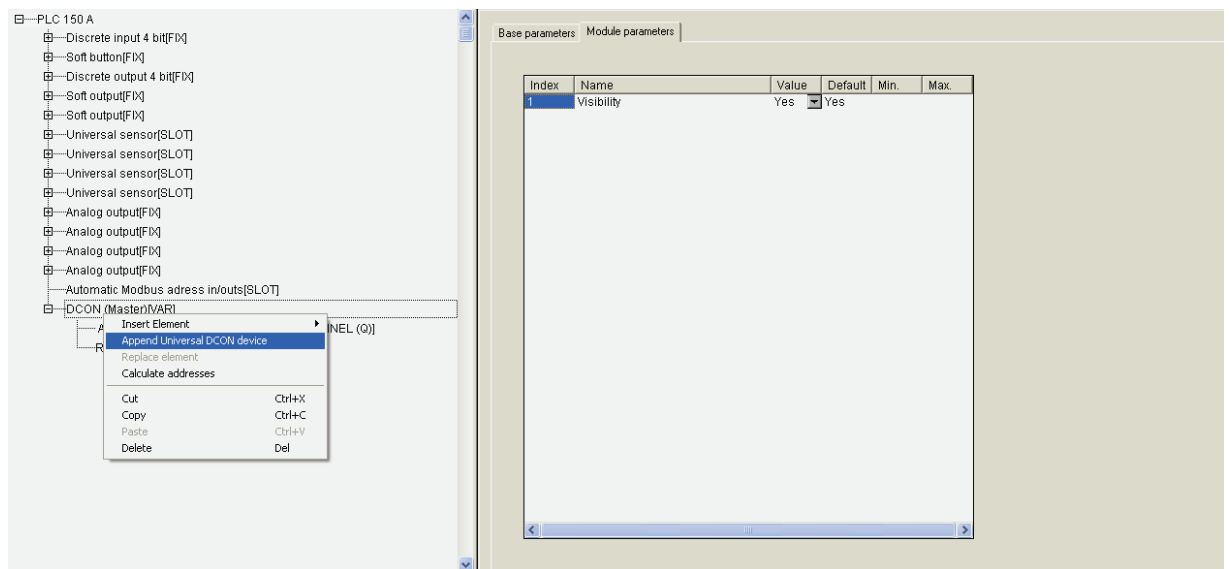 PLC 150 A
Discrete input 4 bit[FIX]
Soft button[FIX]
Discrete output 4 bit[FIX]
Soft output[FIX]
Soft output[FIX]
Universal sensor[SLOT]
Universal sensor[SLOT]
Universal sensor[SLOT]
Universal sensor[SLOT]
Analog output[FIX]
Analog output[FIX]
Analog output[FIX]
Analog output[FIX]
Automatic Modbus adress in/outs[SLOT]
DCON (Master)[VAR]
NEL (Q)]
Insert Element
Append Universal DCON device
Replace element
Calculate addresses
Cut Ctrl+X
Copy Ctrl+C
Paste Ctrl+V
Delete Del
Base parameters Module parameters
Index Name Value Default Min. Max.
1 Visibility Yes Yes